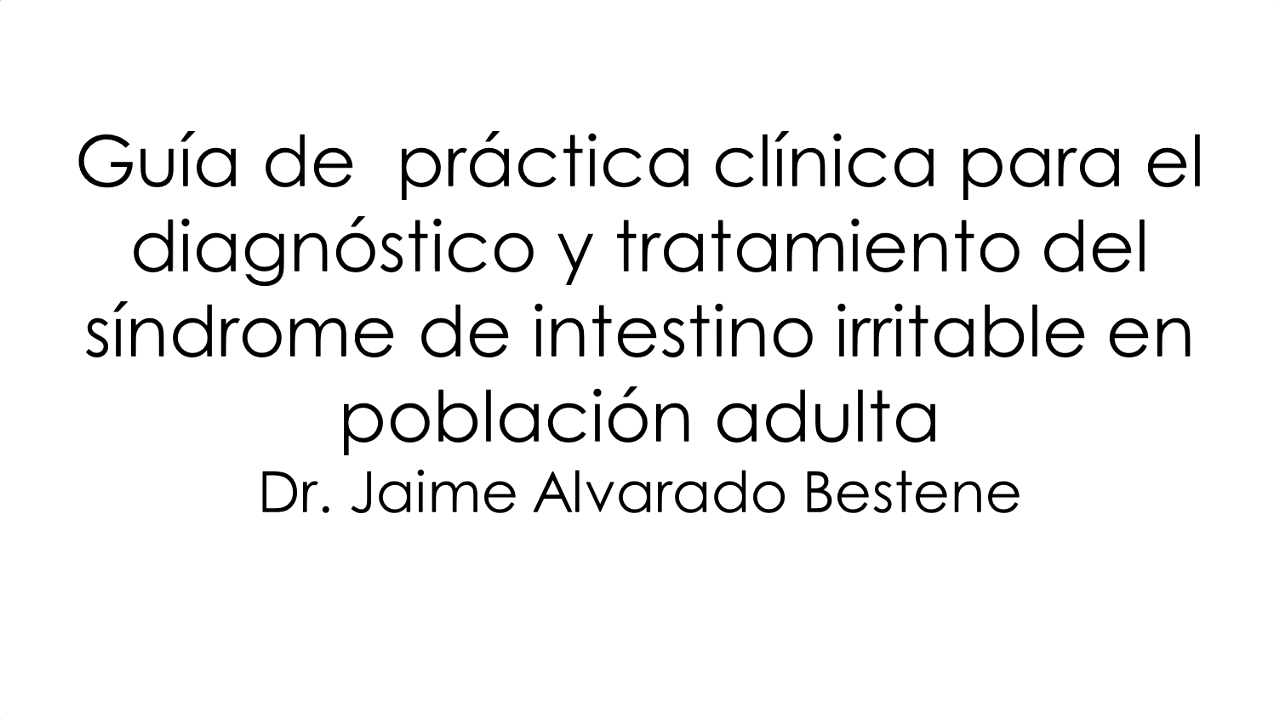 Guía de  práctica clínica para el
diagnóstico y tratamiento del
síndrome de intestino irritable en
población adulta
Dr. Jaime Alvarado Bestene